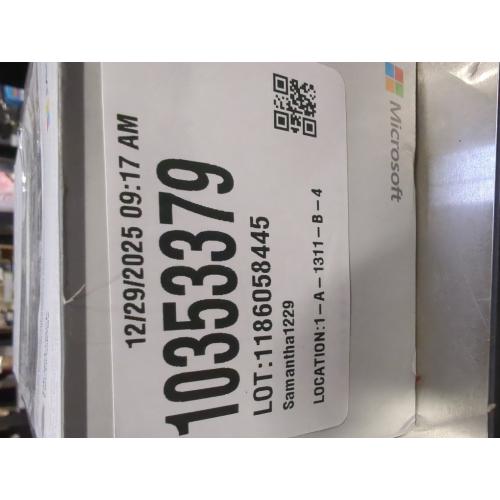 12/29/2025 09:17 AM
10353379
LOT:1186058445
Samantha1229
LOCATION:1-A-1311-B-4
Microsoft